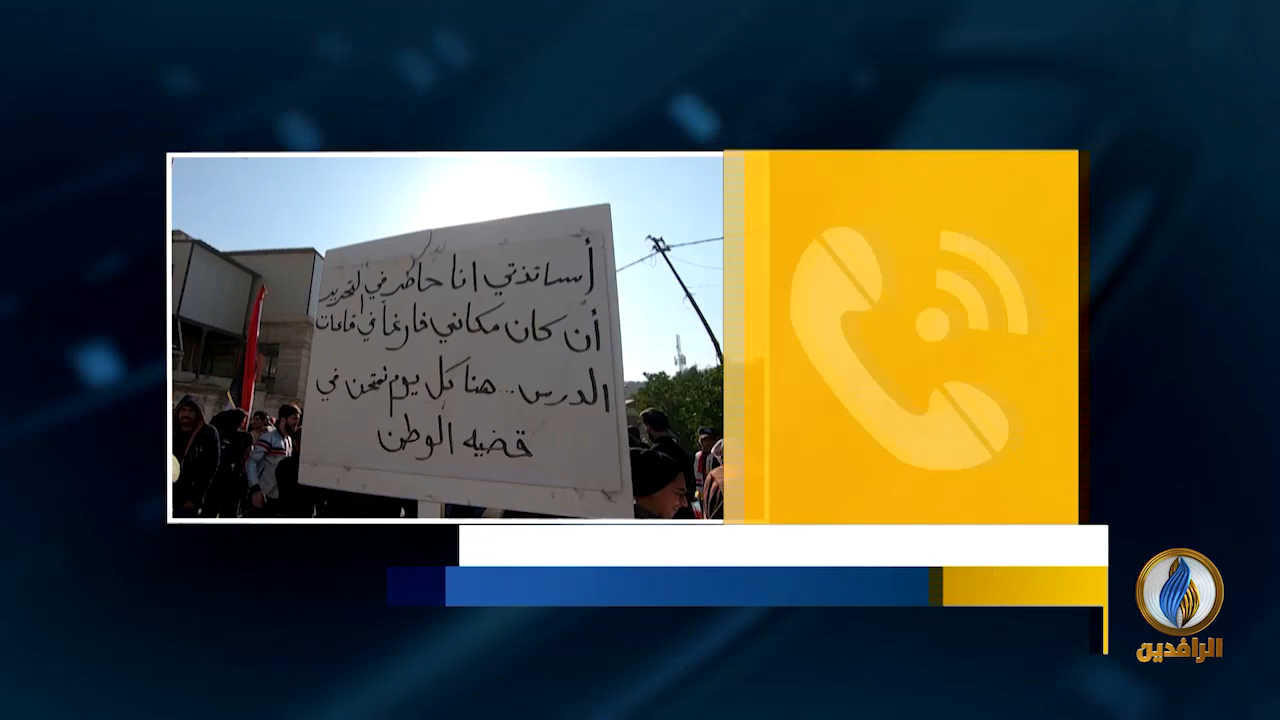 أساتذتي انا حاضر في التحرير
أن كان مكاني فارغاً في قاعات
الدرس... هنا كل يوم نمتحن في
قضيه الوطن
الرافدين